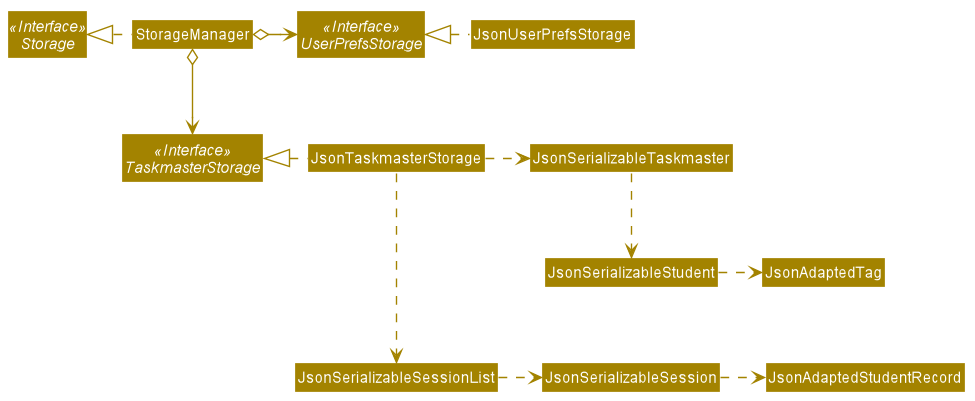 «Interface»
Storage
StorageManager
«Interface»
UserPrefsStorage
JsonUserPrefsStorage
«Interface»
TaskmasterStorage
JsonTaskmasterStorage
JsonSerializableTaskmaster
JsonSerializableStudent
JsonAdaptedTag
JsonSerializableSessionList
JsonSerializableSession
JsonAdaptedStudentRecord